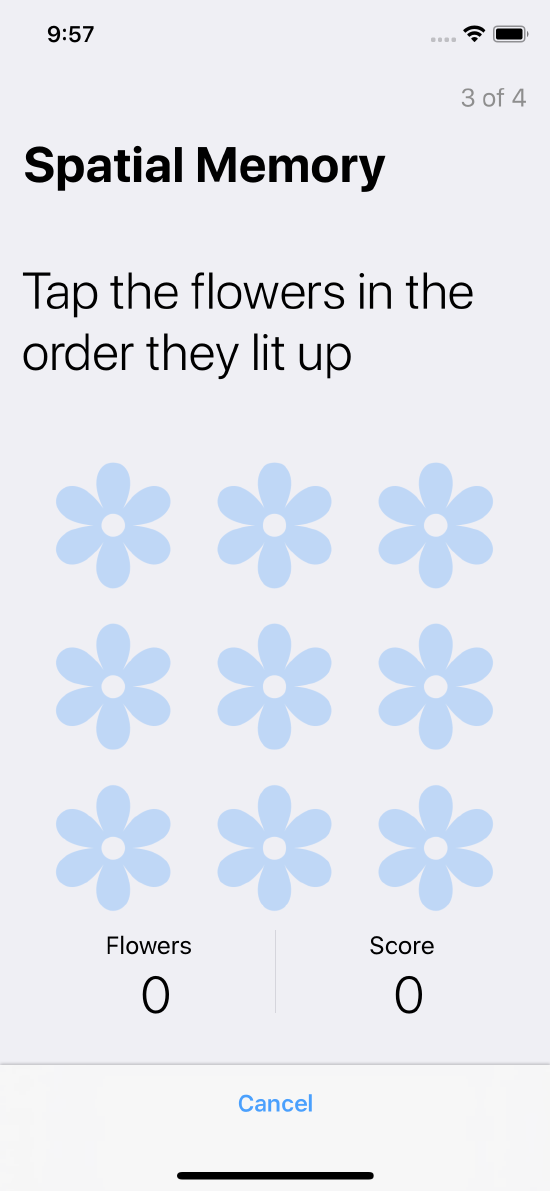 9:57
3 of 4
Spatial Memory
Tap the flowers in the
order they lit up
Flowers
Score
0
0
Cancel